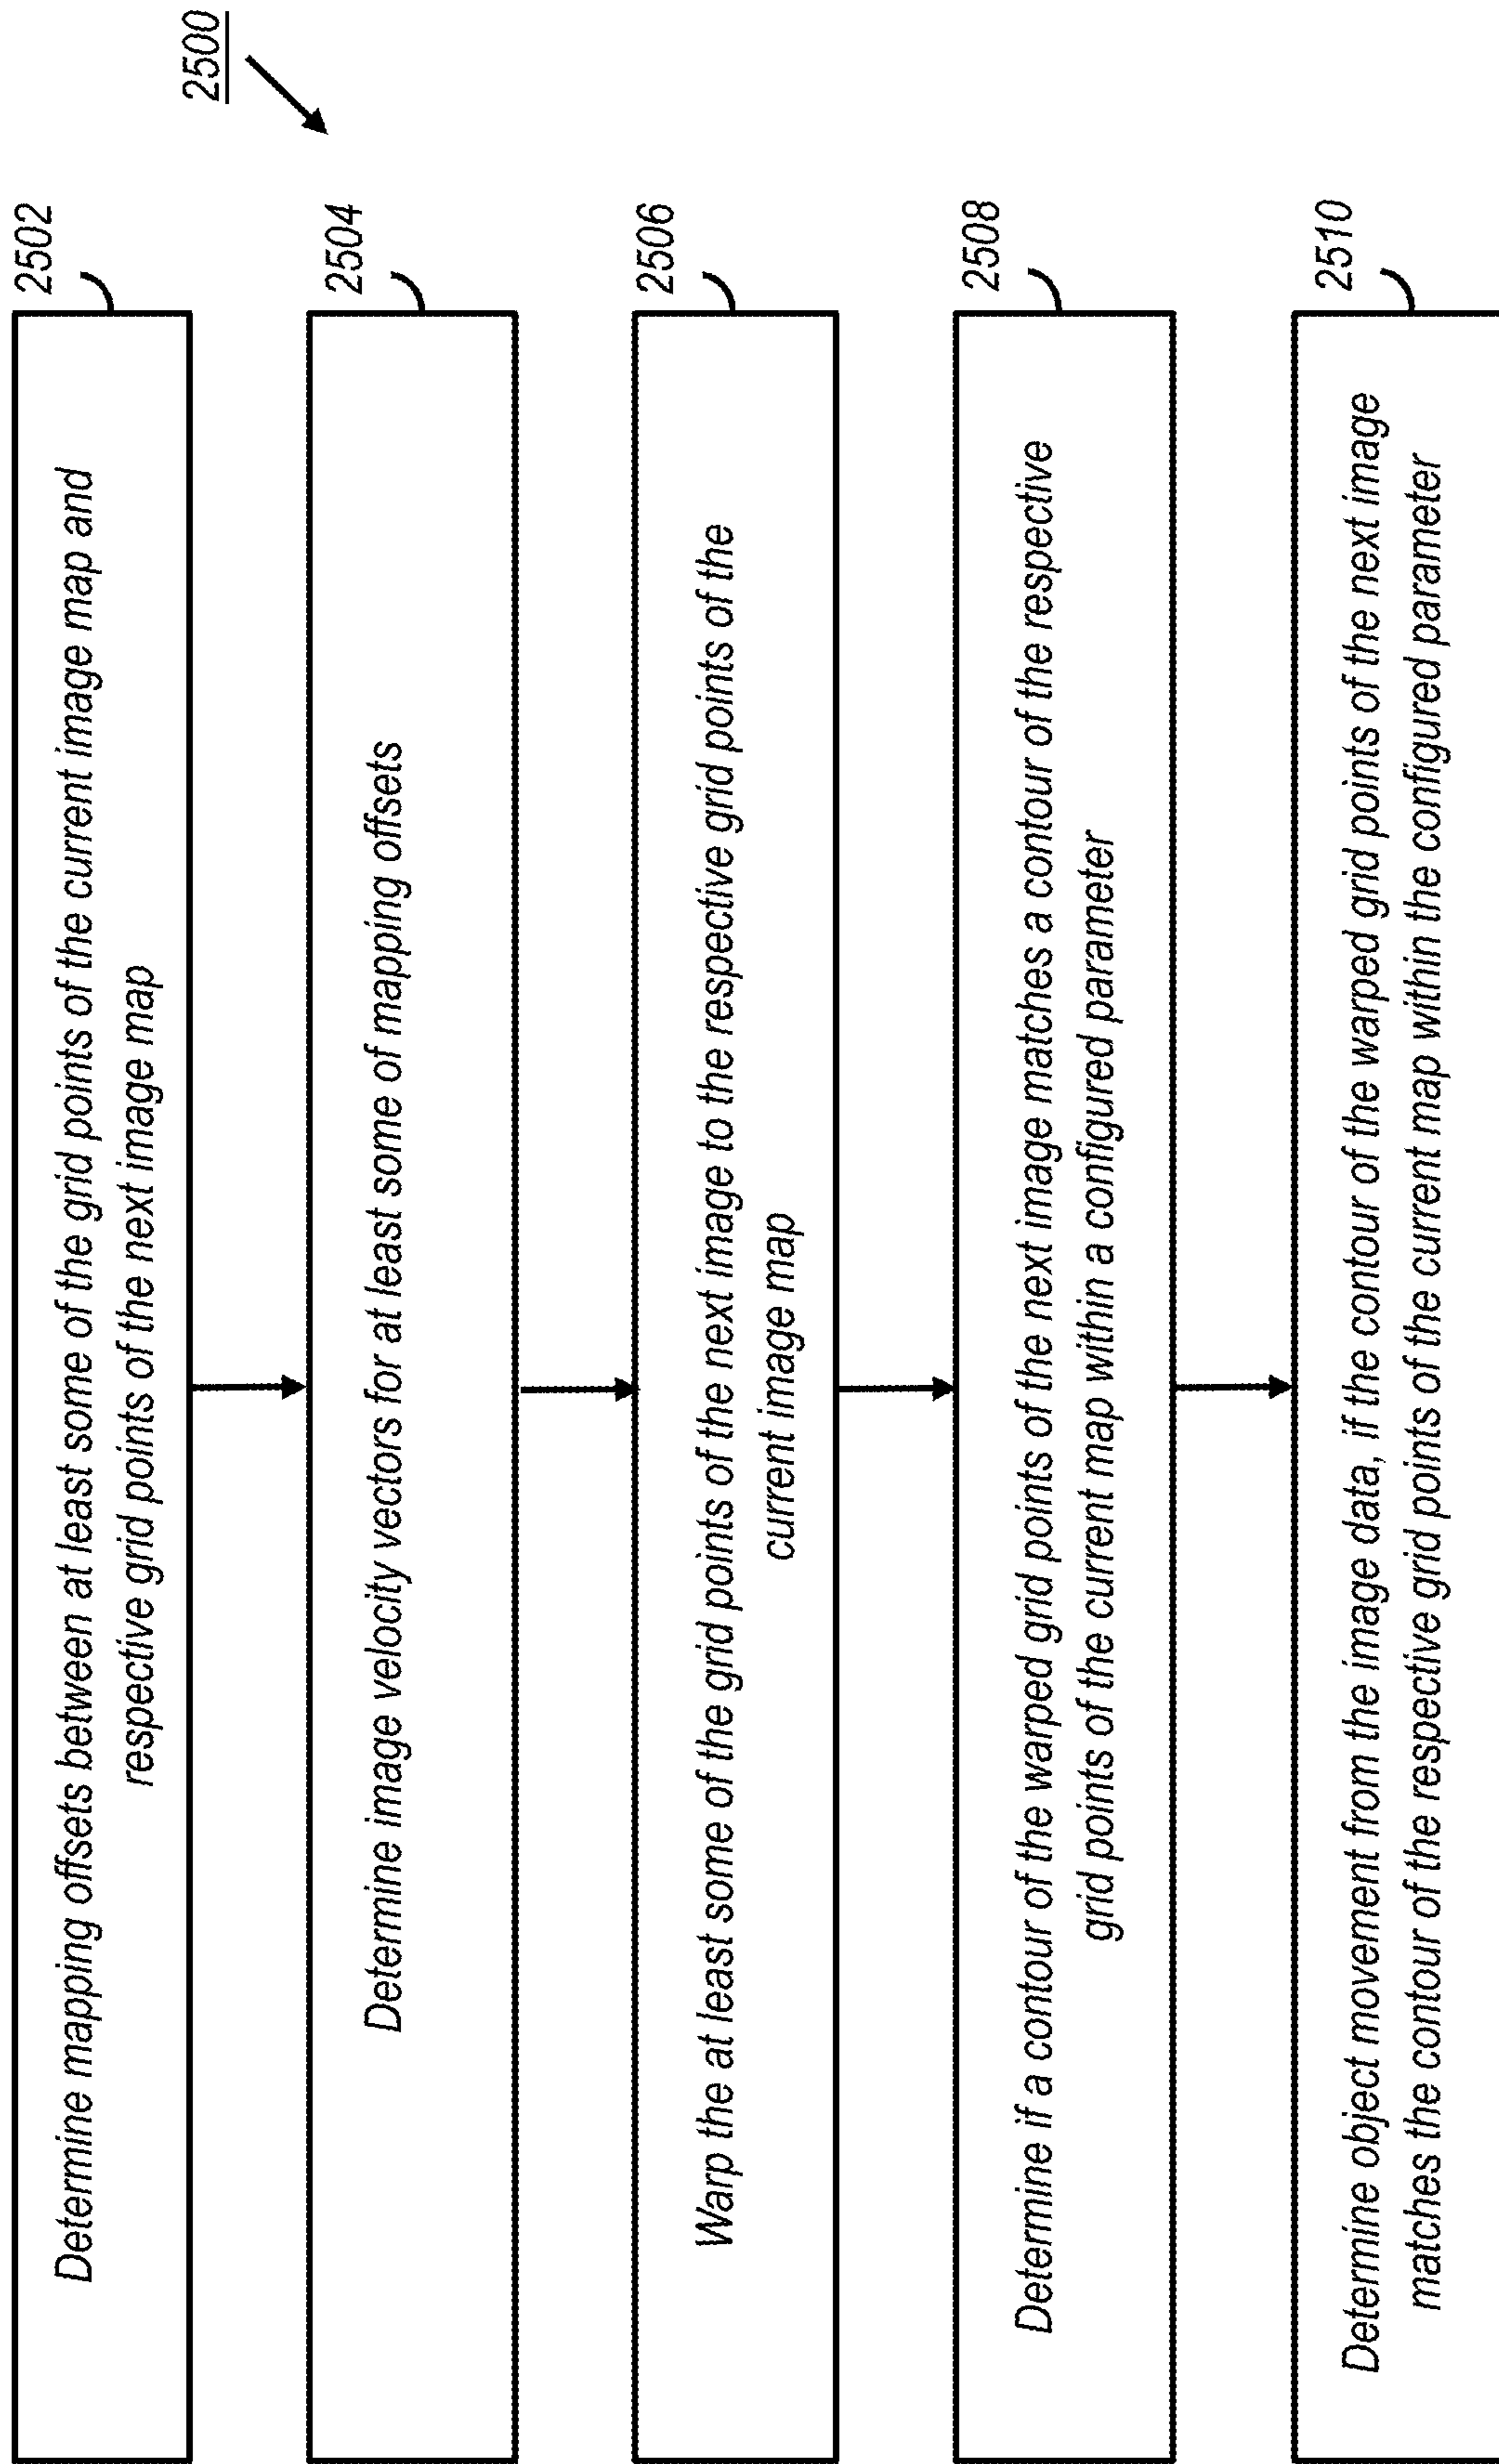 2500
2502
Determine mapping offsets between at least some of the grid points of the current image map and
respective grid points of the next image map
2504
Determine image velocity vectors for at least some of mapping offsets
2506
Warp the at least some of the grid points of the next image to the respective grid points of the
current image map
2508
Determine if a contour of the warped grid points of the next image matches a contour of the respective
grid points of the current map within a configured parameter
2510
Determine object movement from the image data, if the contour of the warped grid points of the next image
matches the contour of the respective grid points of the current map within the configured parameter